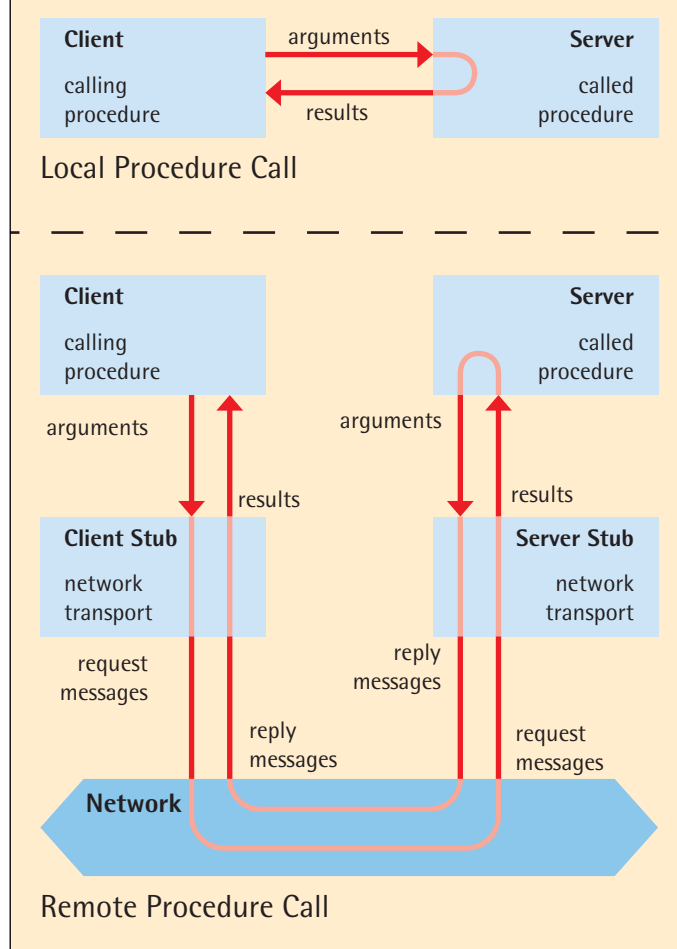 Client
arguments
Server
calling
procedure
results
called
procedure
Local Procedure Call
Client
calling
procedure
Server
called
procedure
arguments
results
arguments
results
Client Stub
network
transport
Server Stub
network
transport
request
messages
reply
messages
reply
messages
request
messages
Network
Remote Procedure Call